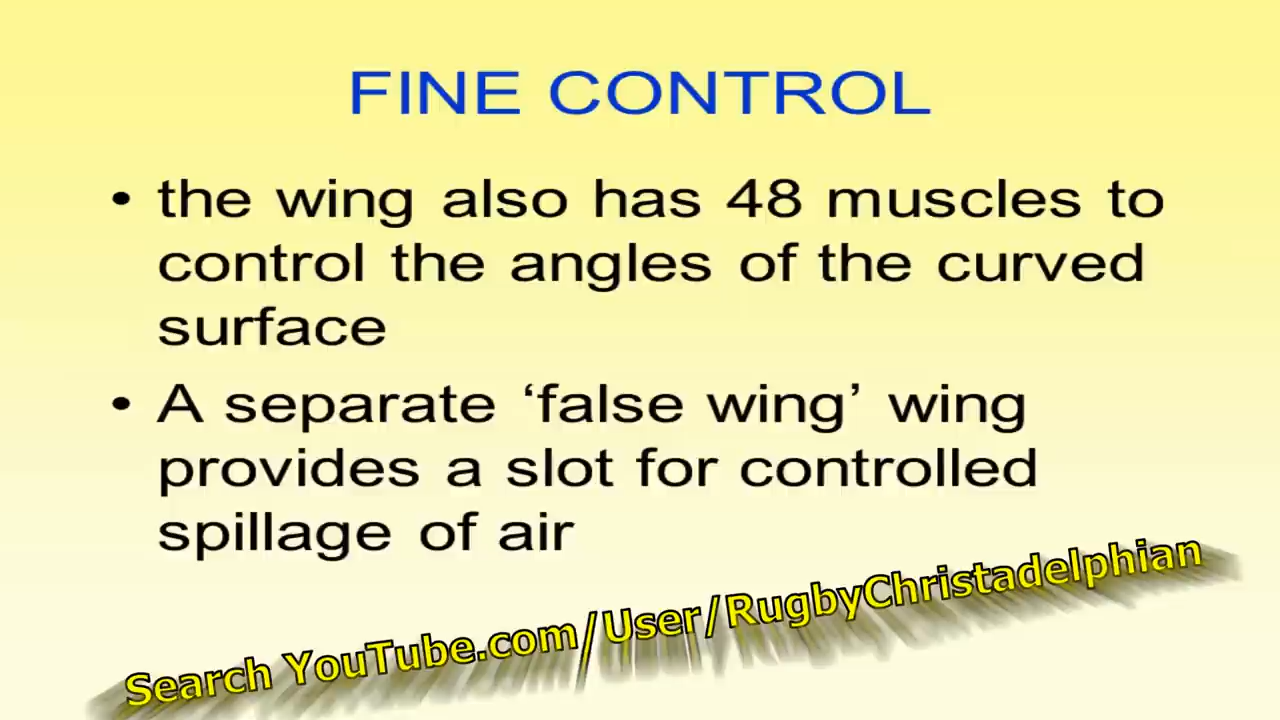 FINE CONTROL
• the wing also has 48 muscles to
control the angles of the curved
surface
• A separate ‘false wing’ wing
provides a slot for controlled
spillage of air
Search YouTube.com/User/RugbyChristadelphian